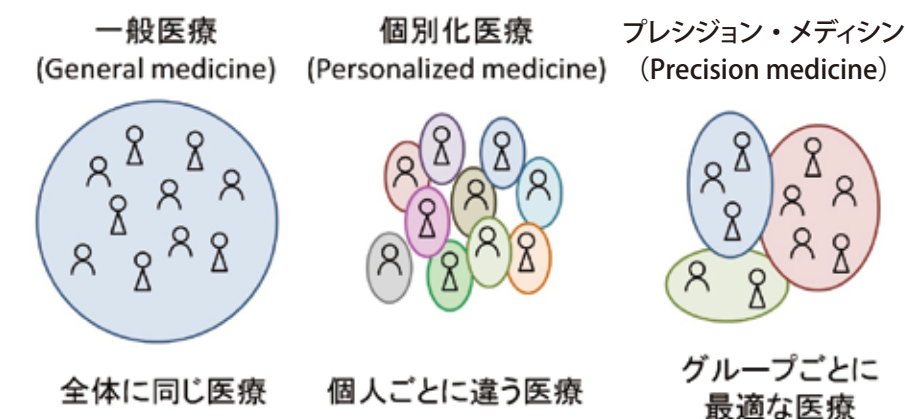 一般医療
(General medicine)
個別化医療
(Personalized medicine)
プレシジョン・メディシン
（Precision medicine）
全体に同じ医療
個人ごとに違う医療
グループごとに
最適な医療